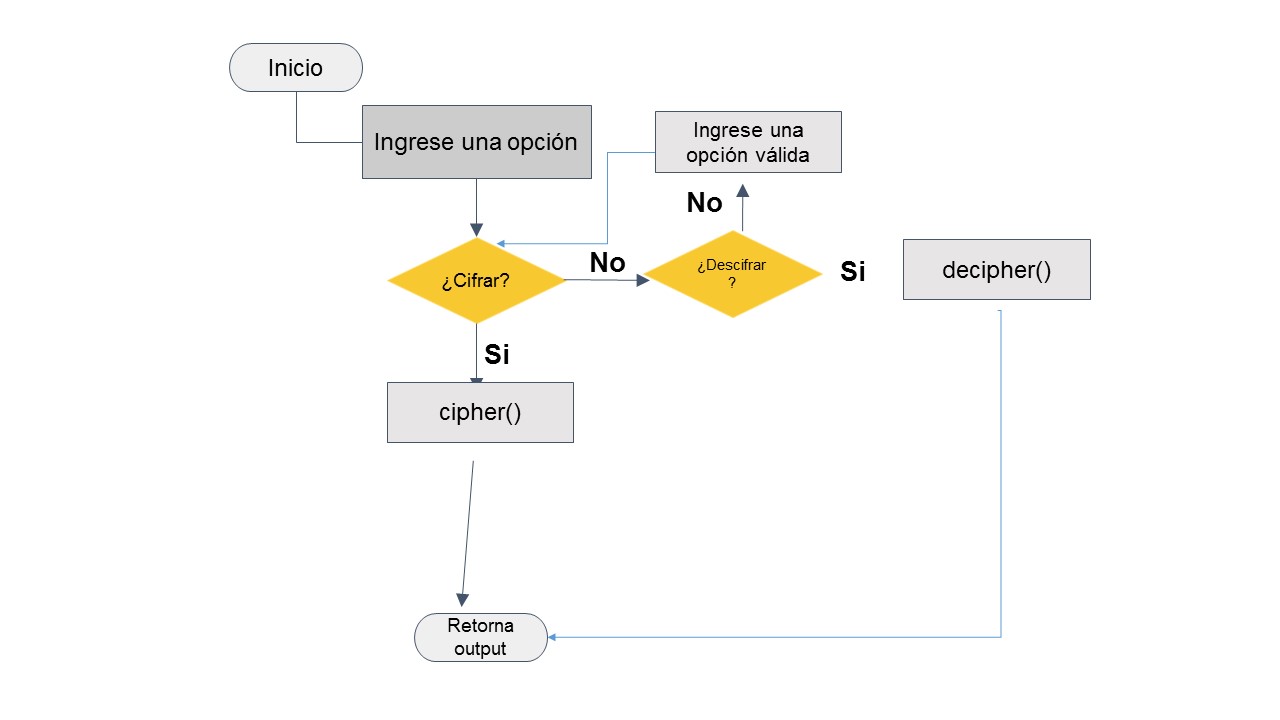 Inicio
Ingrese una opción
Ingrese una
opción válida
No
¿Cifrar?
No
¿Descifrar
?
Si
decipher()
Si
cipher()
Retorna
output